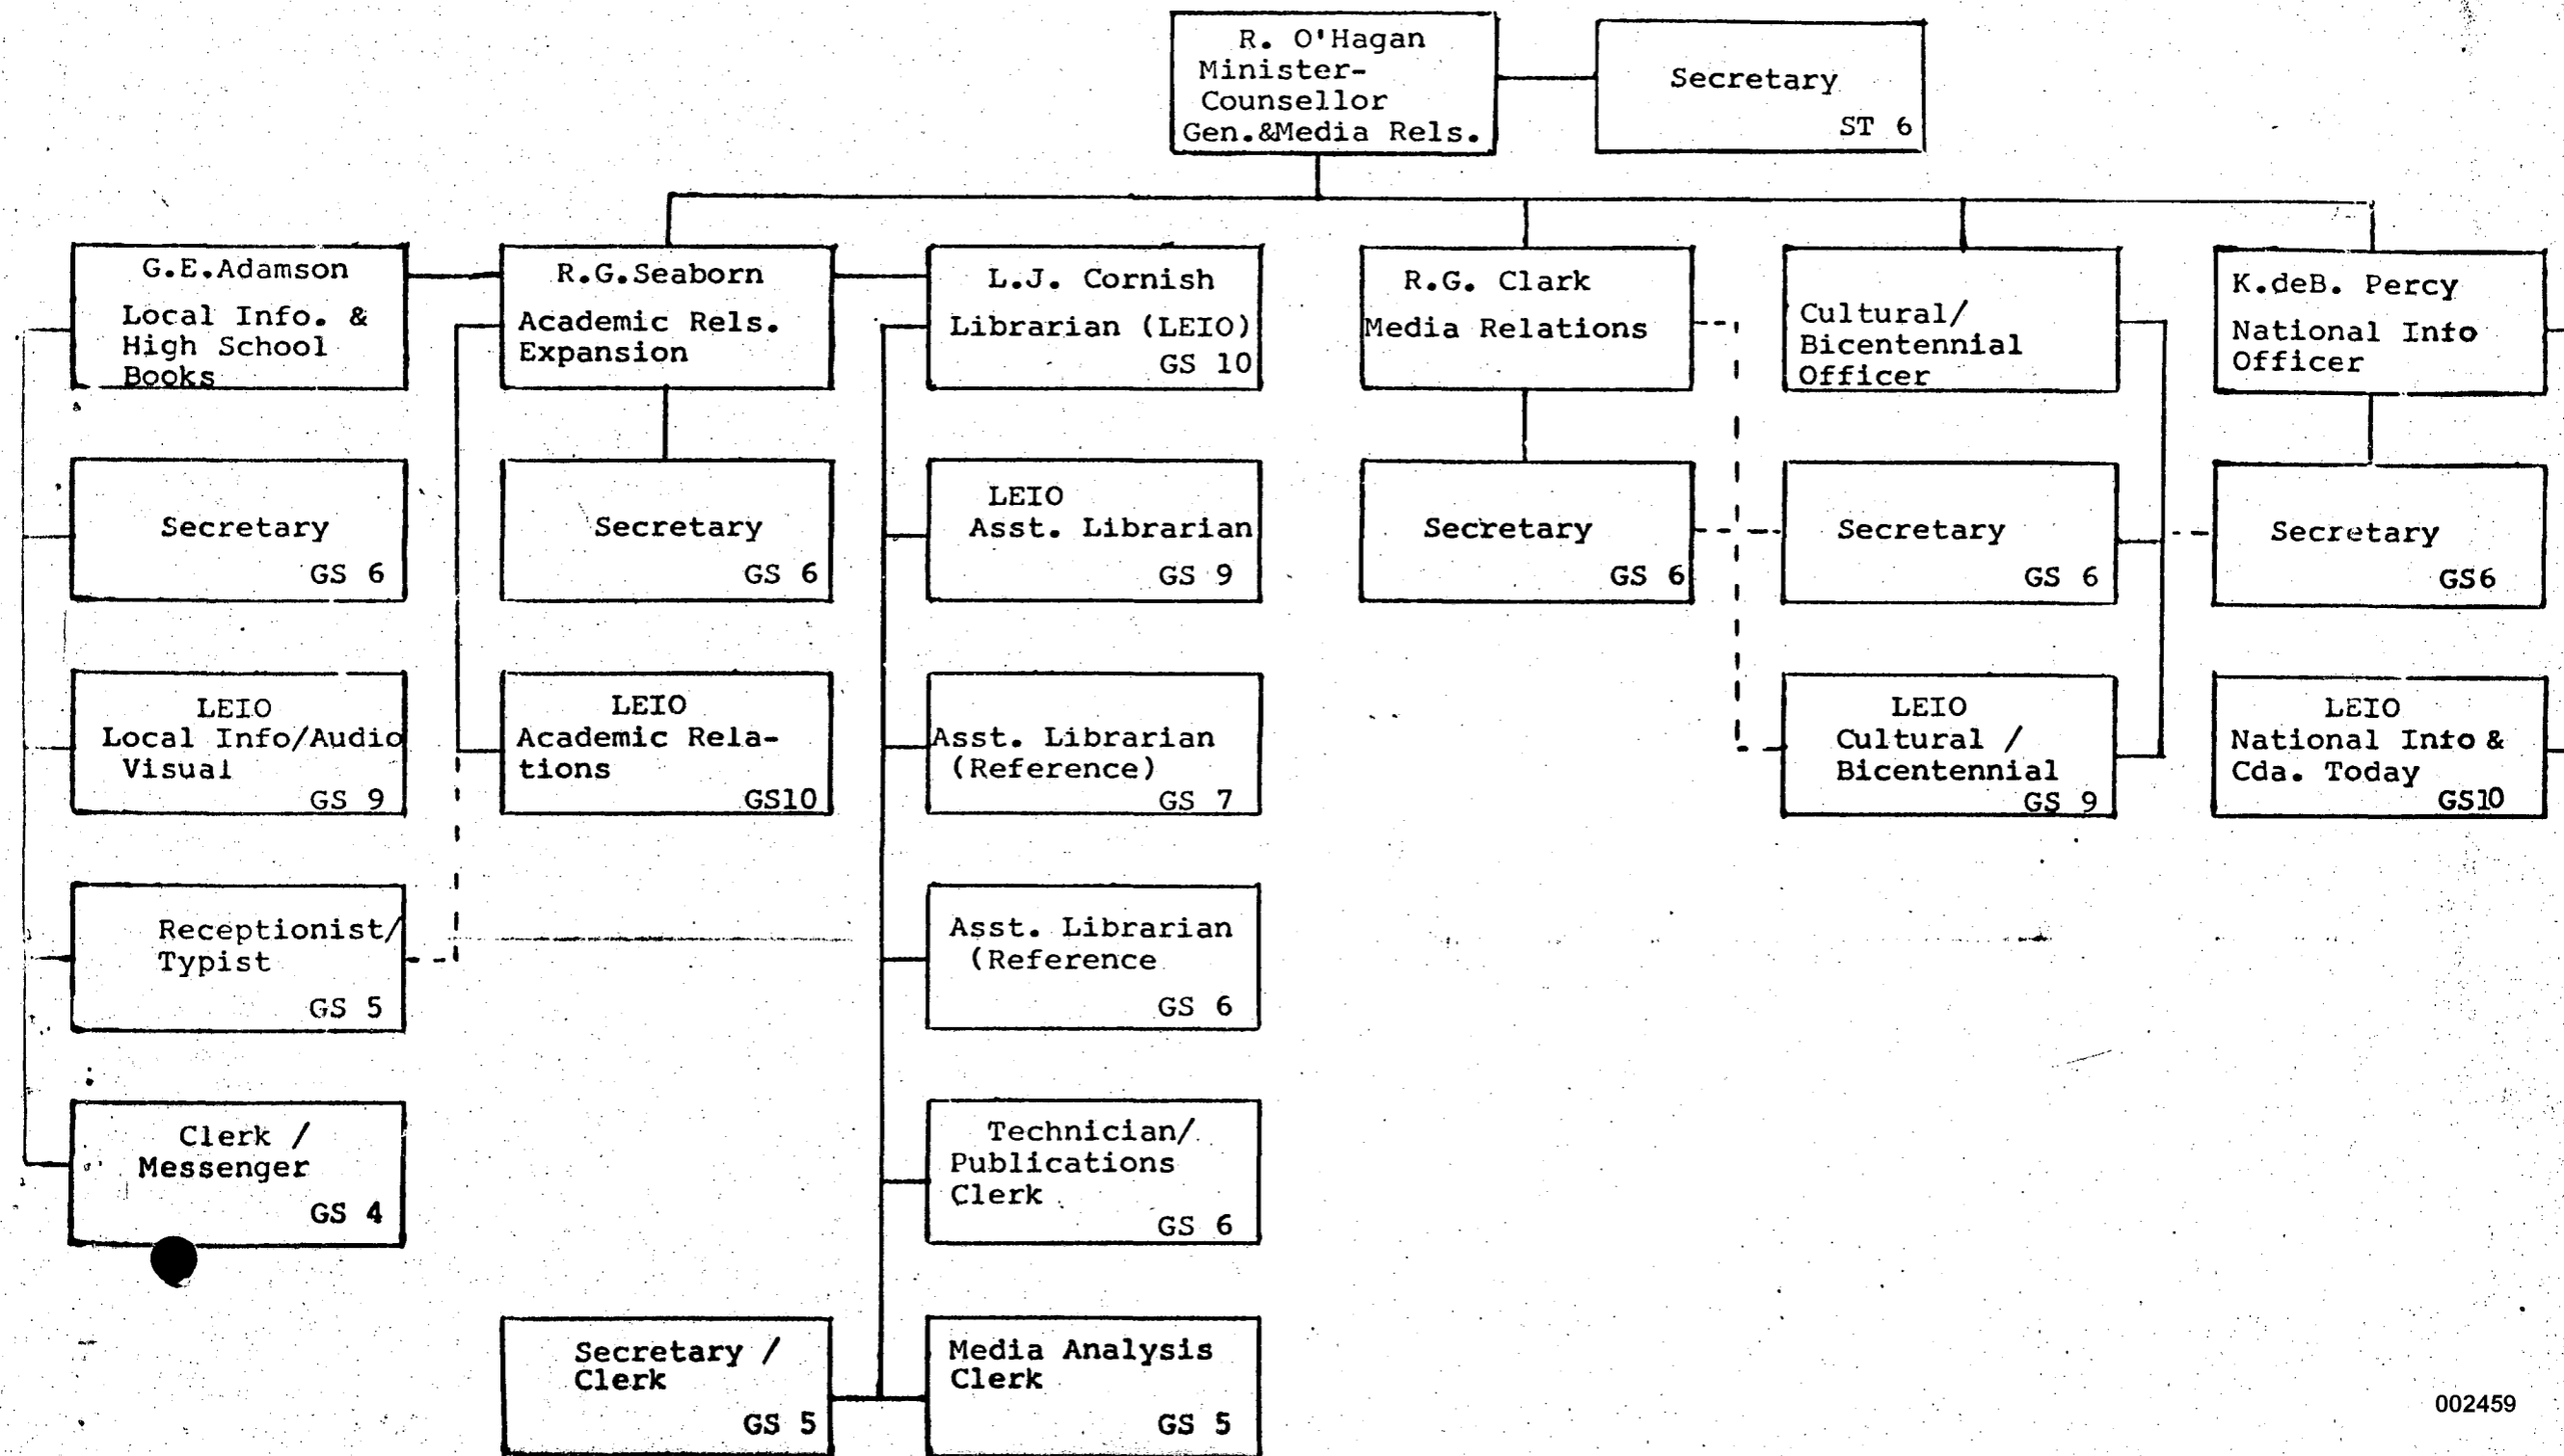 R. O'Hagan
Minister-
Counsellor
Gen.&Media Rels.
Secretary
ST 6
G.E.Adamson
Local Info. &
High School
Books
R.G.Seaborn
Academic Rels.
Expansion
L.J. Cornish
Librarian (LEIO)
GS 10
R.G. Clark
Media Relations
Cultural/
Bicentennial
Officer
K.deB. Percy
National Info
Officer
Secretary
GS 6
Secretary
GS 6
LEIO
Asst. Librarian
GS 9
Secretary
GS 6
Secretary
GS 6
Secretary
GS6
LEIO
Local Info/Audio
Visual
GS 9
LEIO
Academic Rela-
tions
GS10
Asst. Librarian
(Reference)
GS 7
LEIO
Cultural /
Bicentennial
GS 9
LEIO
National Info &
Cda. Today
GS10
Receptionist/
Typist
GS 5
Asst. Librarian
(Reference
GS 6
Clerk /
Messenger
GS 4
Technician/
Publications
Clerk
GS 6
Secretary /
Clerk
GS 5
Media Analysis
Clerk
GS 5
002459